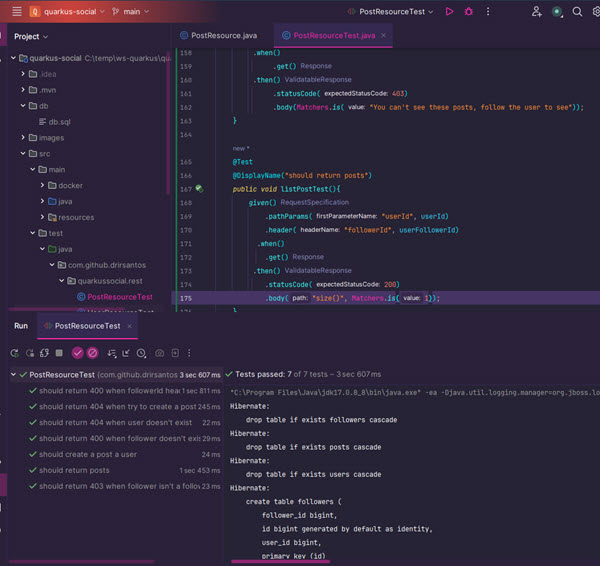 Q quarkus-social main PostResourceTest
Project
PostResource.java PostResourceTest.java
quarkus-social C:\temp\ws-quarkus\qu
.idea
.mvn
db
db.sql
images
src
main
docker
java
resources
test
java
com.github.drirsantos
quarkussocial.rest
PostResourceTest
158 .when()
159 .get() Response
160 .then() ValidatableResponse
161 .statusCode( expectedStatusCode: 403)
162 .body(Matchers.is( value: "You can't see these posts, follow the user to see"));
163 }
164
new *
165 @Test
166 @DisplayName("should return posts")
167 public void listPostTest(){
168 given() RequestSpecification
169 .pathParams( firstParameterName: "userId", userId)
170 .header( headerName: "followerId", userFollowerId)
171 .when()
172 .get() Response
173 .then() ValidatableResponse
174 .statusCode( expectedStatusCode: 200)
175 .body( path: "size()", Matchers.is( value: 1));
}
Run PostResourceTest
PostResourceTest (com.github.drirsantos 3 sec 607 ms
should return 400 when followerId hea 1 sec 811 ms
should return 404 when try to create a post 245 ms
should return 404 when user doesn't exist 22 ms
should return 400 when follower doesn't exis 29 ms
should create a post a user 24 ms
should return posts 1 sec 453 ms
should return 403 when follower isn't a follo 23 ms
Tests passed: 7 of 7 tests – 3 sec 607 ms
"C:\Program Files\Java\jdk17.0.8_8\bin\java.exe" -ea -Djava.util.logging.manager=org.jboss.lo
Hibernate:
drop table if exists followers cascade
Hibernate:
drop table if exists posts cascade
Hibernate:
drop table if exists users cascade
Hibernate:
create table followers (
follower_id bigint,
id bigint generated by default as identity,
user_id bigint,
primary key (id)